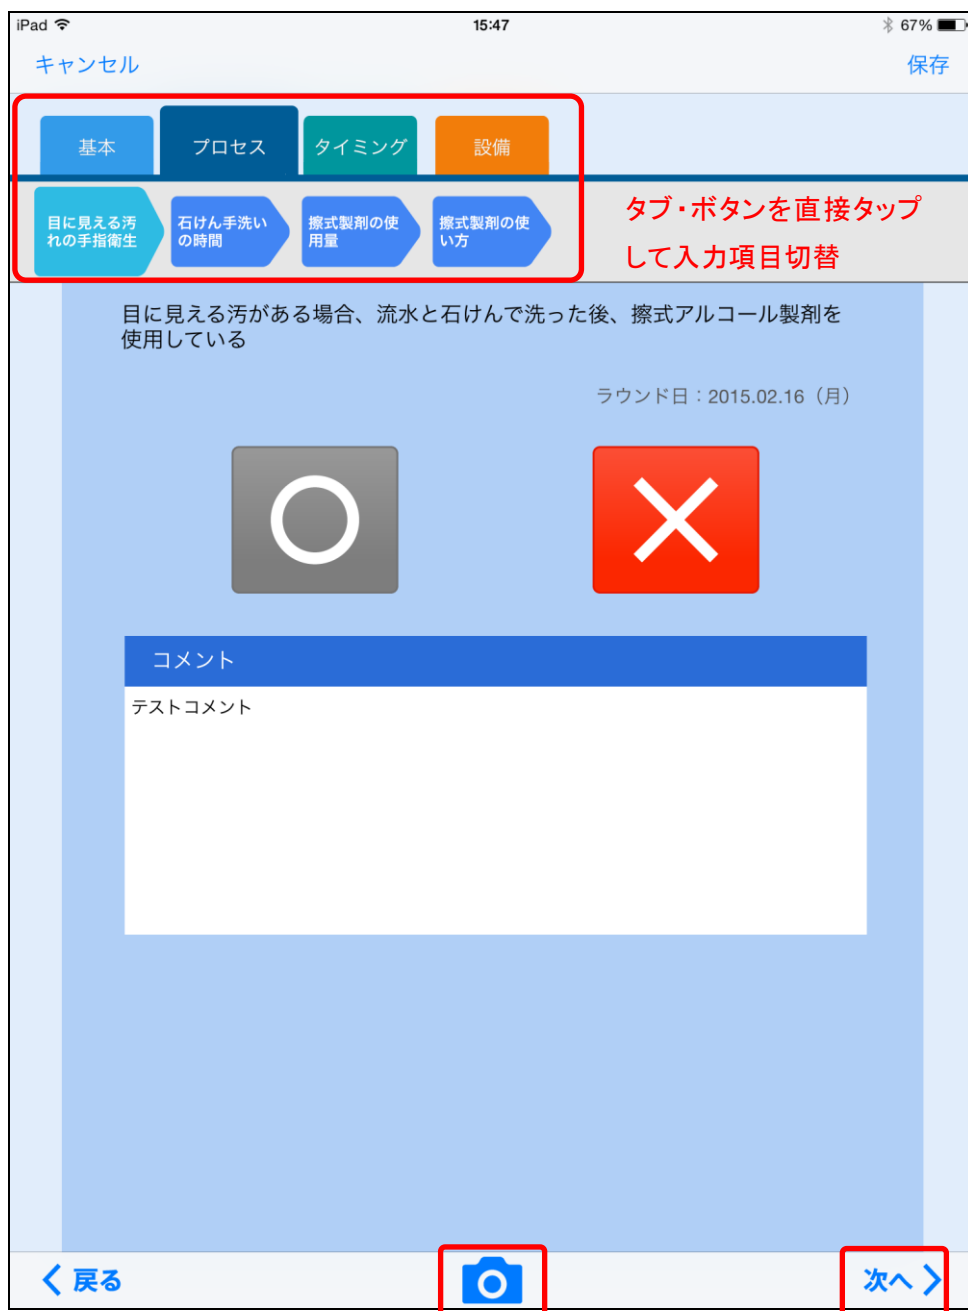 iPad 15:47 67%
キャンセル 保存
基本 プロセス タイミング 設備
目に見える汚
れの手指衛生
石けん手洗い
の時間
擦式製剤の使
用量
擦式製剤の使
い方
タブ・ボタンを直接タップ
して入力項目切替
目に見える汚がある場合、流水と石けんで洗った後、擦式アルコール製剤を
使用している
ラウンド日：2015.02.16（月）
コメント
テストコメント
戻る 次へ